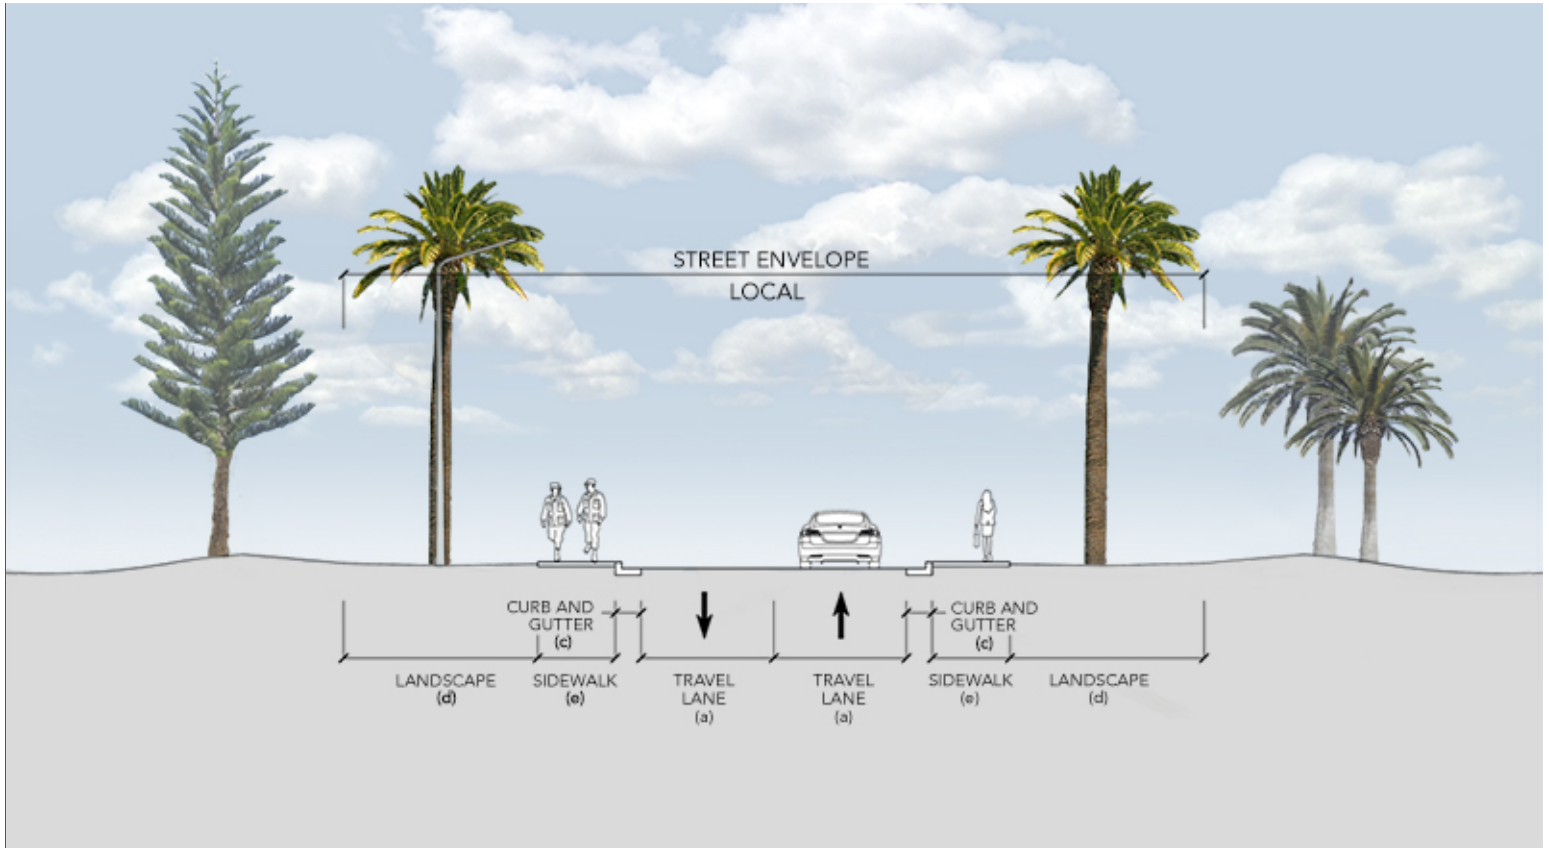 STREET ENVELOPE
LOCAL
CURB AND
GUTTER
(c)
CURB AND
GUTTER
(c)
LANDSCAPE
(d)
SIDEWALK
(e)
TRAVEL
LANE
(a)
TRAVEL
LANE
(a)
SIDEWALK
(e)
LANDSCAPE
(d)